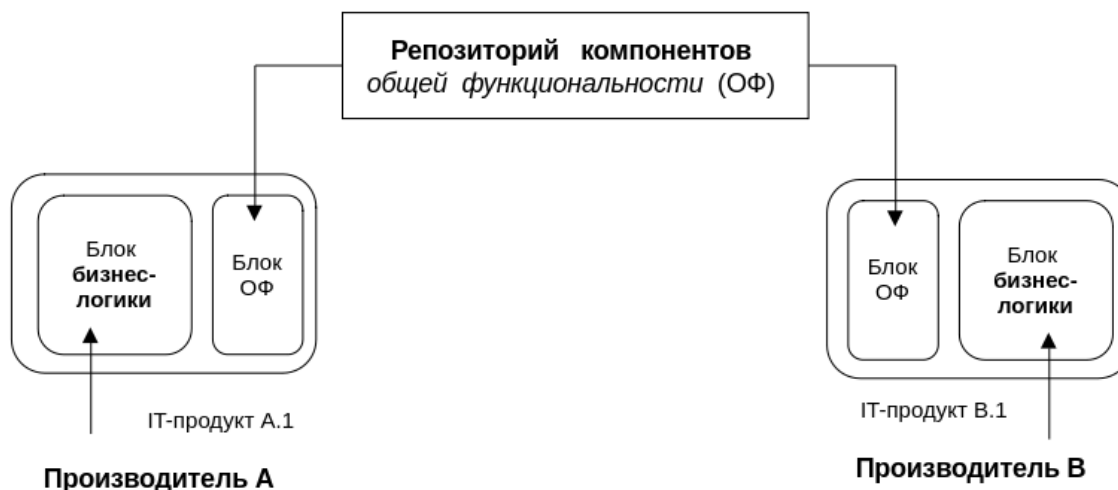 Репозиторий компонентов
общей функциональности (ОФ)
Блок
бизнес-
логики
Блок
ОФ
Блок
ОФ
Блок
бизнес-
логики
IT-продукт A.1
IT-продукт B.1
Производитель A
Производитель B